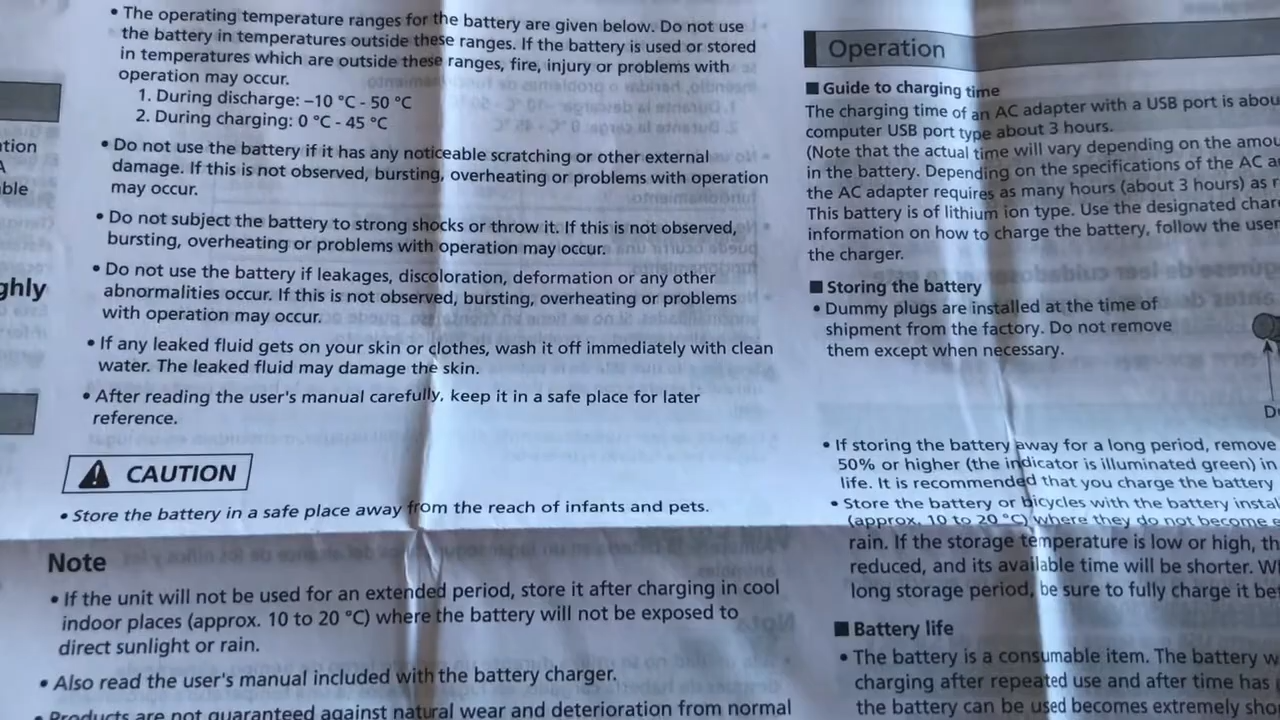 • The operating temperature ranges for the battery are given below. Do not use
the battery in temperatures outside these ranges. If the battery is used or stored
in temperatures which are outside these ranges, fire, injury or problems with
operation may occur.
1. During discharge: –10 °C - 50 °C
2. During charging: 0 °C - 45 °C
• Do not use the battery if it has any noticeable scratching or other external
damage. If this is not observed, bursting, overheating or problems with operation
may occur.
• Do not subject the battery to strong shocks or throw it. If this is not observed,
bursting, overheating or problems with operation may occur.
• Do not use the battery if leakages, discoloration, deformation or any other
abnormalities occur. If this is not observed, bursting, overheating or problems
with operation may occur.
• If any leaked fluid gets on your skin or clothes, wash it off immediately with clean
water. The leaked fluid may damage the skin.
• After reading the user's manual carefully, keep it in a safe place for later
reference.
CAUTION
• Store the battery in a safe place away from the reach of infants and pets.
Note
• If the unit will not be used for an extended period, store it after charging in cool
indoor places (approx. 10 to 20 °C) where the battery will not be exposed to
direct sunlight or rain.
• Also read the user's manual included with the battery charger.
• Products are not guaranteed against natural wear and deterioration from normal
Operation
■ Guide to charging time
The charging time of an AC adapter with a USB port is abou
computer USB port type about 3 hours.
(Note that the actual time will vary depending on the amou
in the battery. Depending on the specifications of the AC a
the AC adapter requires as many hours (about 3 hours) as
This battery is of lithium ion type. Use the designated char
information on how to charge the battery, follow the user
the charger.
■ Storing the battery
• Dummy plugs are installed at the time of
shipment from the factory. Do not remove
them except when necessary.
• If storing the battery away for a long period, remove
50% or higher (the indicator is illuminated green) in
life. It is recommended that you charge the battery
• Store the battery or bicycles with the battery instal
(approx. 10 to 20 °C) where they do not become
rain. If the storage temperature is low or high, th
reduced, and its available time will be shorter. W
long storage period, be sure to fully charge it be
■ Battery life
• The battery is a consumable item. The battery w
charging after repeated use and after time has
the battery can be used becomes extremely sho